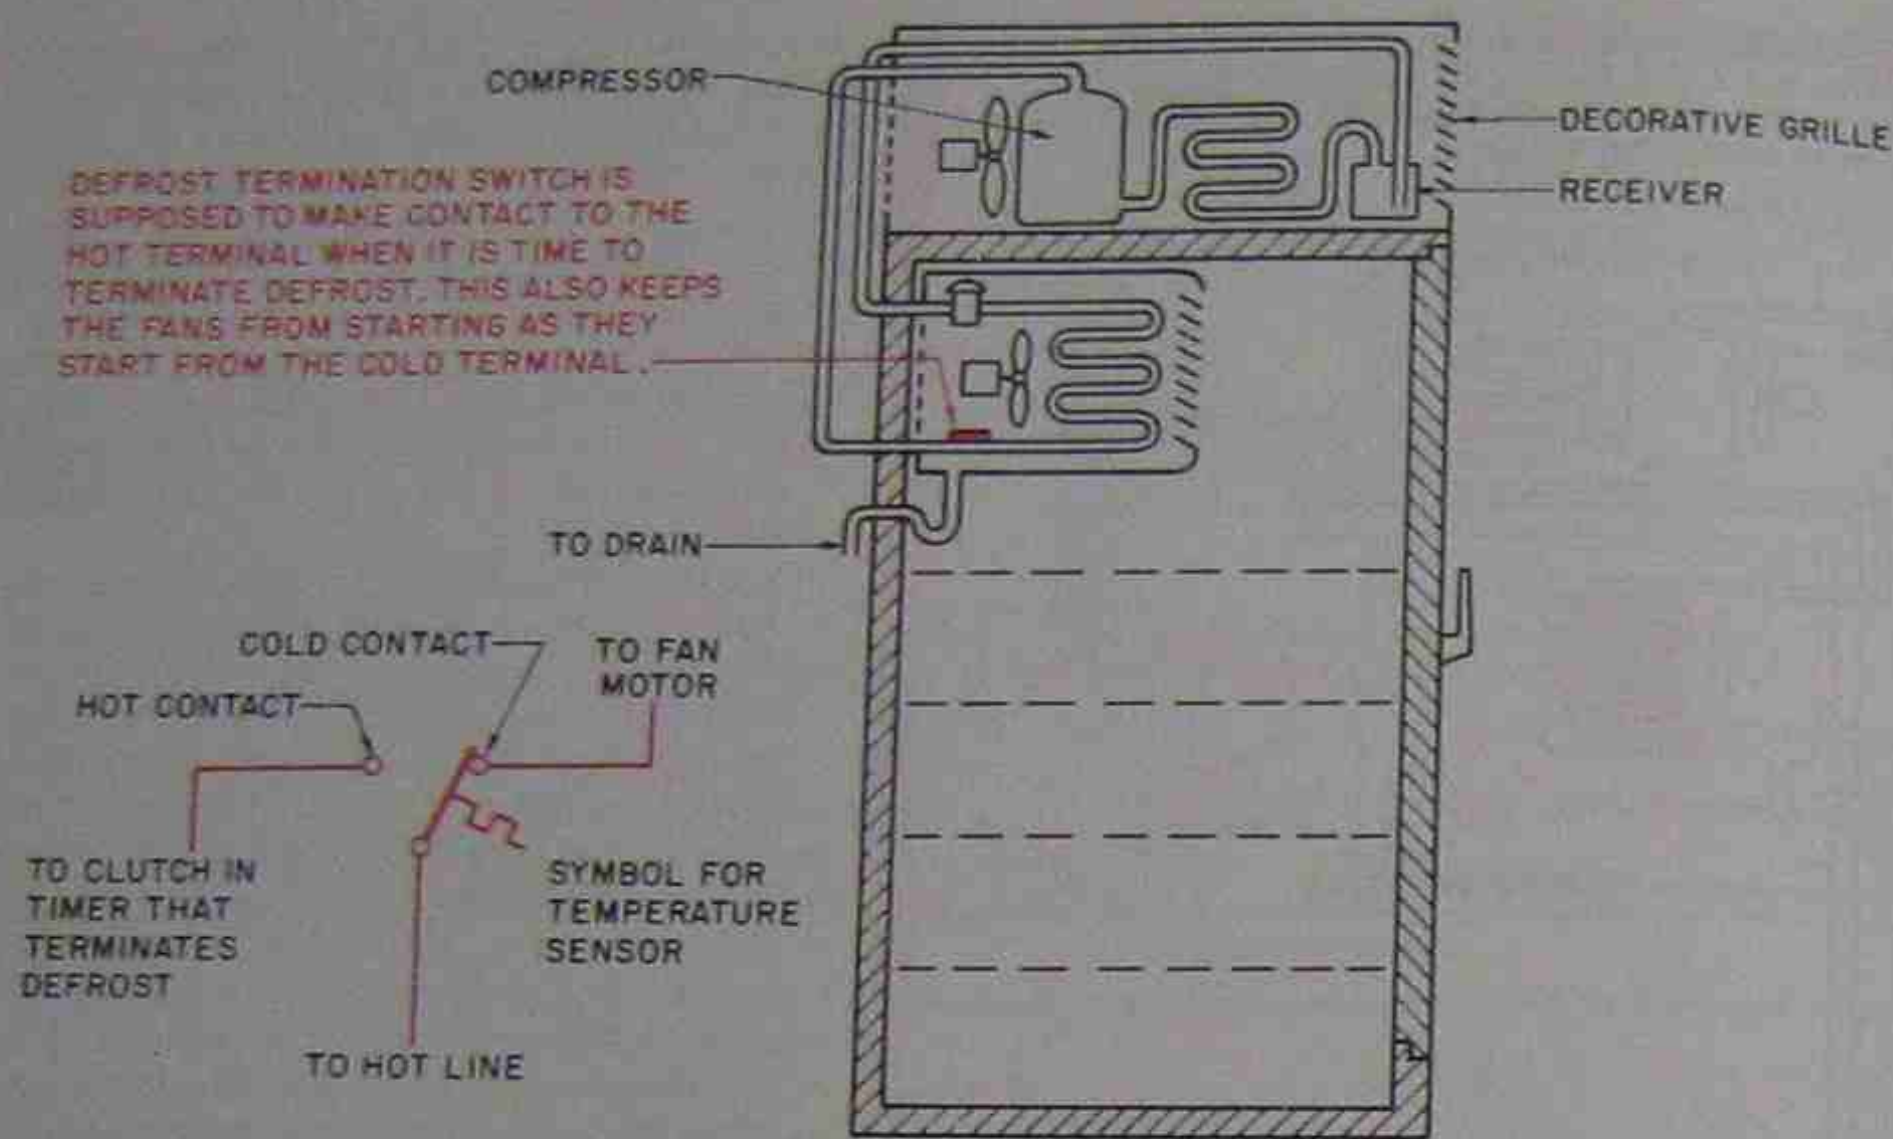 COMPRESSOR
DECORATIVE GRILLE
RECEIVER
DEFROST TERMINATION SWITCH IS
SUPPOSED TO MAKE CONTACT TO THE
HOT TERMINAL WHEN IT IS TIME TO
TERMINATE DEFROST. THIS ALSO KEEPS
THE FANS FROM STARTING AS THEY
START FROM THE COLD TERMINAL.
TO DRAIN
COLD CONTACT
TO FAN
MOTOR
HOT CONTACT
TO CLUTCH IN
TIMER THAT
TERMINATES
DEFROST
SYMBOL FOR
TEMPERATURE
SENSOR
TO HOT LINE